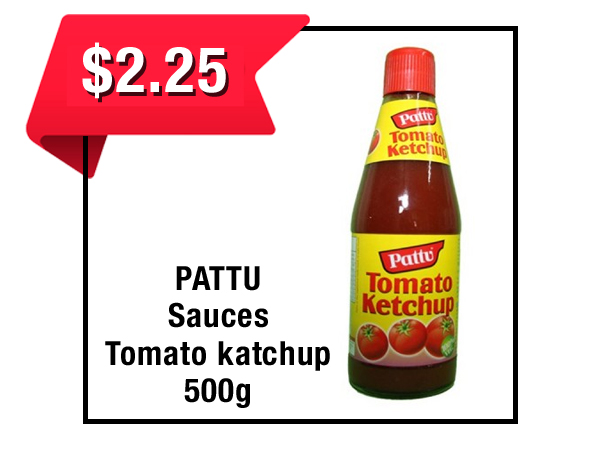 $2.25
Pattu
Tomato
Ketchup
Pattu
Tomato
Ketchup
PATTU
Sauces
Tomato katchup
500g